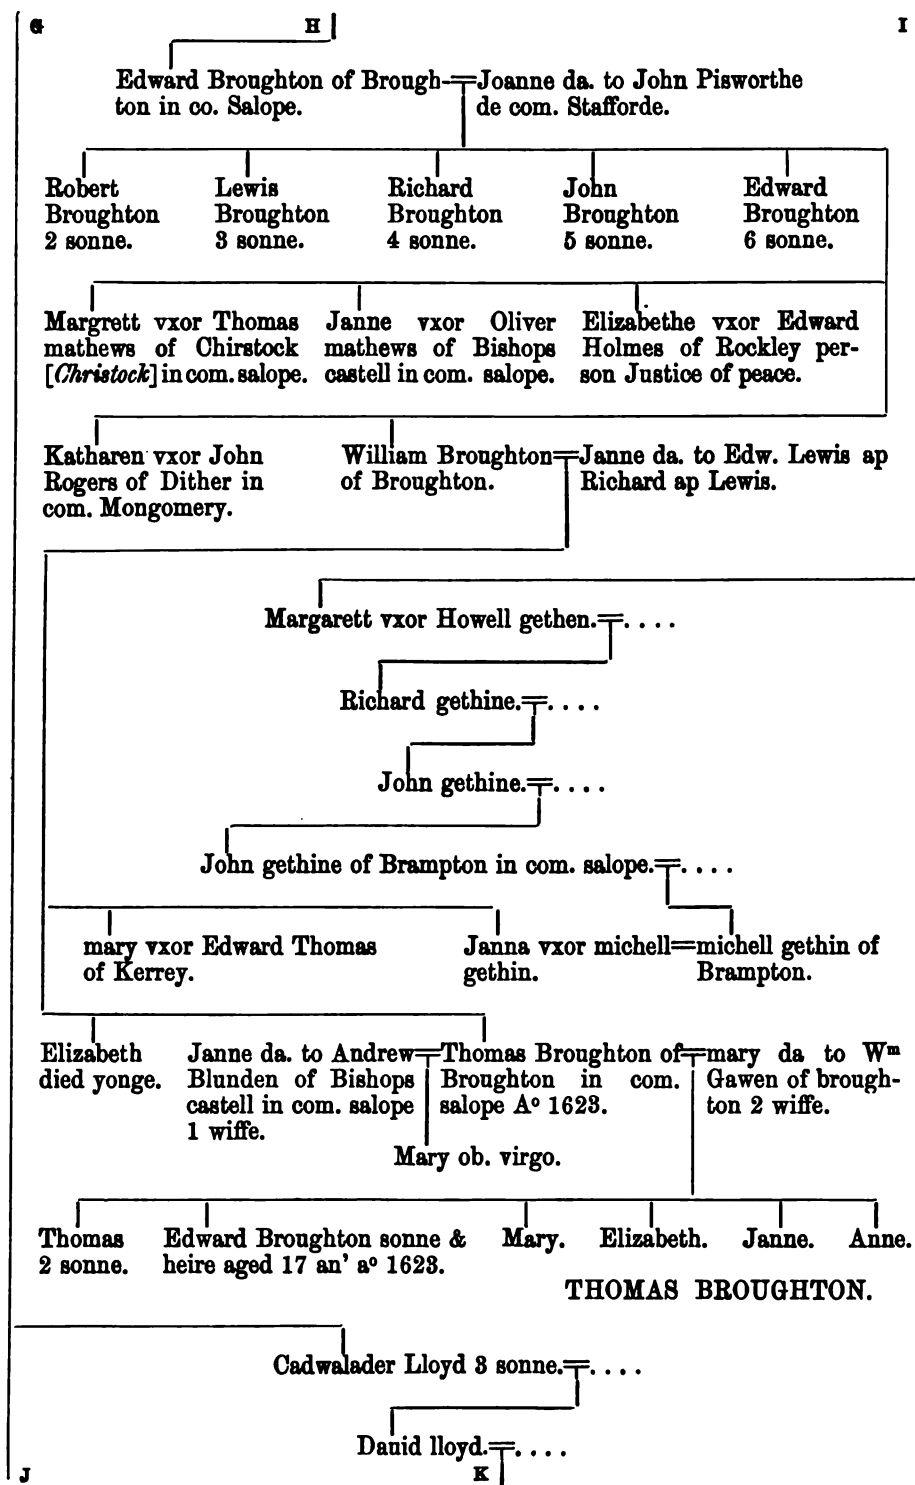 G H I
Edward Broughton of Brough-=Joanne da. to John Pisworthe
ton in co. Salope. de com. Stafforde.
Robert Lewis Richard John Edward
Broughton Broughton Broughton Broughton Broughton
2 sonne. 3 sonne. 4 sonne. 5 sonne. 6 sonne.
Margrett vxor Thomas Janne vxor Oliver Elizabethe vxor Edward
mathews of Chirstock mathews of Bishops Holmes of Rockley per-
[Christock] in com. salope. castell in com. salope. son Justice of peace.
Katharen vxor John William Broughton=Janne da. to Edw. Lewis ap
Rogers of Dither in of Broughton. Richard ap Lewis.
com. Mongomery.
Margarett vxor Howell gethen.=....
Richard gethine.=....
John gethine.=....
John gethine of Brampton in com. salope.=....
mary vxor Edward Thomas Janna vxor michell=michell gethin of
of Kerrey. gethin. Brampton.
Elizabeth Janne da. to Andrew=Thomas Broughton of=mary da to Wm
died yonge. Blunden of Bishops Broughton in com. Gawen of brough-
castell in com. salope salope Aº 1623. ton 2 wiffe.
1 wiffe.
Mary ob. virgo.
Thomas Edward Broughton sonne & Mary. Elizabeth. Janne. Anne.
2 sonne. heire aged 17 an' aº 1623.
THOMAS BROUGHTON.
Cadwalader Lloyd 3 sonne.=....
Dauid lloyd.=....
J K